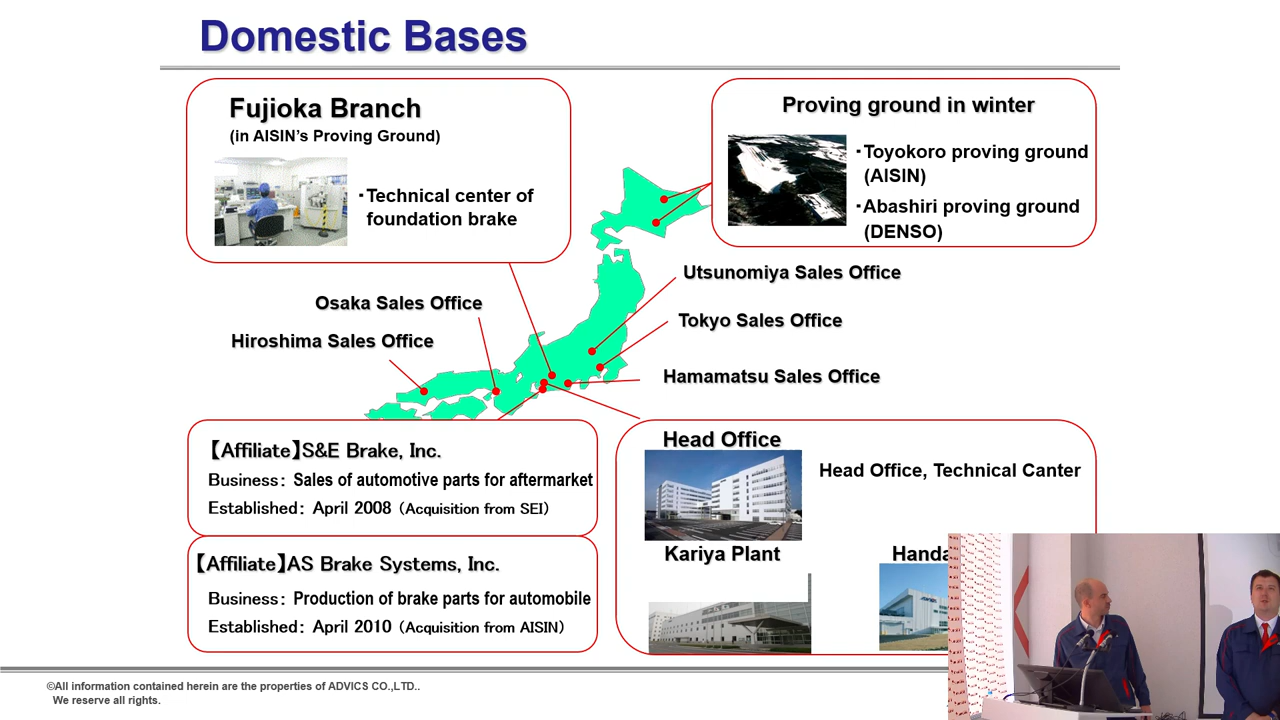 Domestic Bases
Fujioka Branch
(in AISIN's Proving Ground)
・Technical center of
foundation brake
Proving ground in winter
・Toyokoro proving ground
(AISIN)
・Abashiri proving ground
(DENSO)
Utsunomiya Sales Office
Osaka Sales Office
Tokyo Sales Office
Hiroshima Sales Office
Hamamatsu Sales Office
【Affiliate】S&E Brake, Inc.
Business: Sales of automotive parts for aftermarket
Established: April 2008 (Acquisition from SEI)
【Affiliate】AS Brake Systems, Inc.
Business: Production of brake parts for automobile
Established: April 2010 (Acquisition from AISIN)
Head Office
Head Office, Technical Canter
Kariya Plant
Handa
©All information contained herein are the properties of ADVICS CO.,LTD..
We reserve all rights.